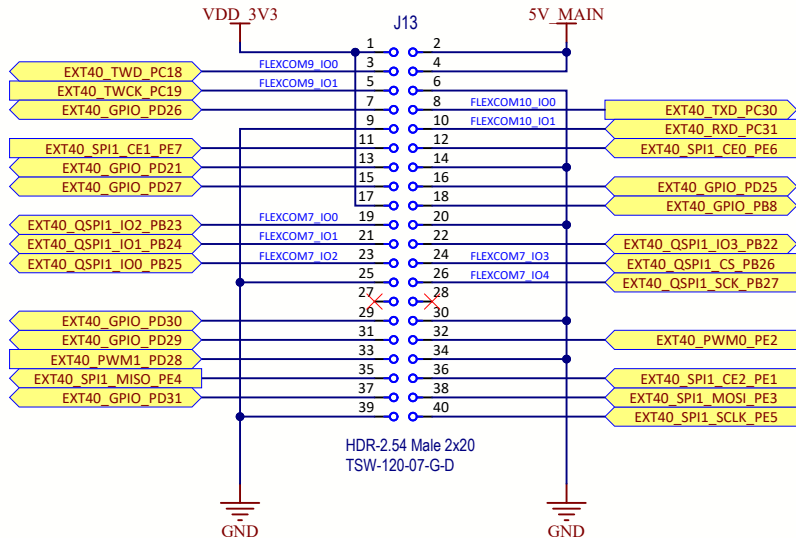 VDD_3V3 J13 5V_MAIN
1 2
EXT40_TWD_PC18 FLEXCOM9_IO0 3 4
EXT40_TWCK_PC19 FLEXCOM9_IO1 5 6
EXT40_GPIO_PD26 7 8 FLEXCOM10_IO0 EXT40_TXD_PC30
9 10 FLEXCOM10_IO1 EXT40_RXD_PC31
EXT40_SPI1_CE1_PE7 11 12 EXT40_SPI1_CE0_PE6
EXT40_GPIO_PD21 13 14
EXT40_GPIO_PD27 15 16 EXT40_GPIO_PD25
17 18 EXT40_GPIO_PB8
EXT40_QSPI1_IO2_PB23 FLEXCOM7_IO0 19 20
EXT40_QSPI1_IO1_PB24 FLEXCOM7_IO1 21 22 EXT40_QSPI1_IO3_PB22
EXT40_QSPI1_IO0_PB25 FLEXCOM7_IO2 23 24 FLEXCOM7_IO3 EXT40_QSPI1_CS_PB26
25 26 FLEXCOM7_IO4 EXT40_QSPI1_SCK_PB27
27 28
EXT40_GPIO_PD30 29 30
EXT40_GPIO_PD29 31 32 EXT40_PWM0_PE2
EXT40_PWM1_PD28 33 34
EXT40_SPI1_MISO_PE4 35 36 EXT40_SPI1_CE2_PE1
EXT40_GPIO_PD31 37 38 EXT40_SPI1_MOSI_PE3
39 40 EXT40_SPI1_SCLK_PE5
HDR-2.54 Male 2x20
TSW-120-07-G-D
GND GND